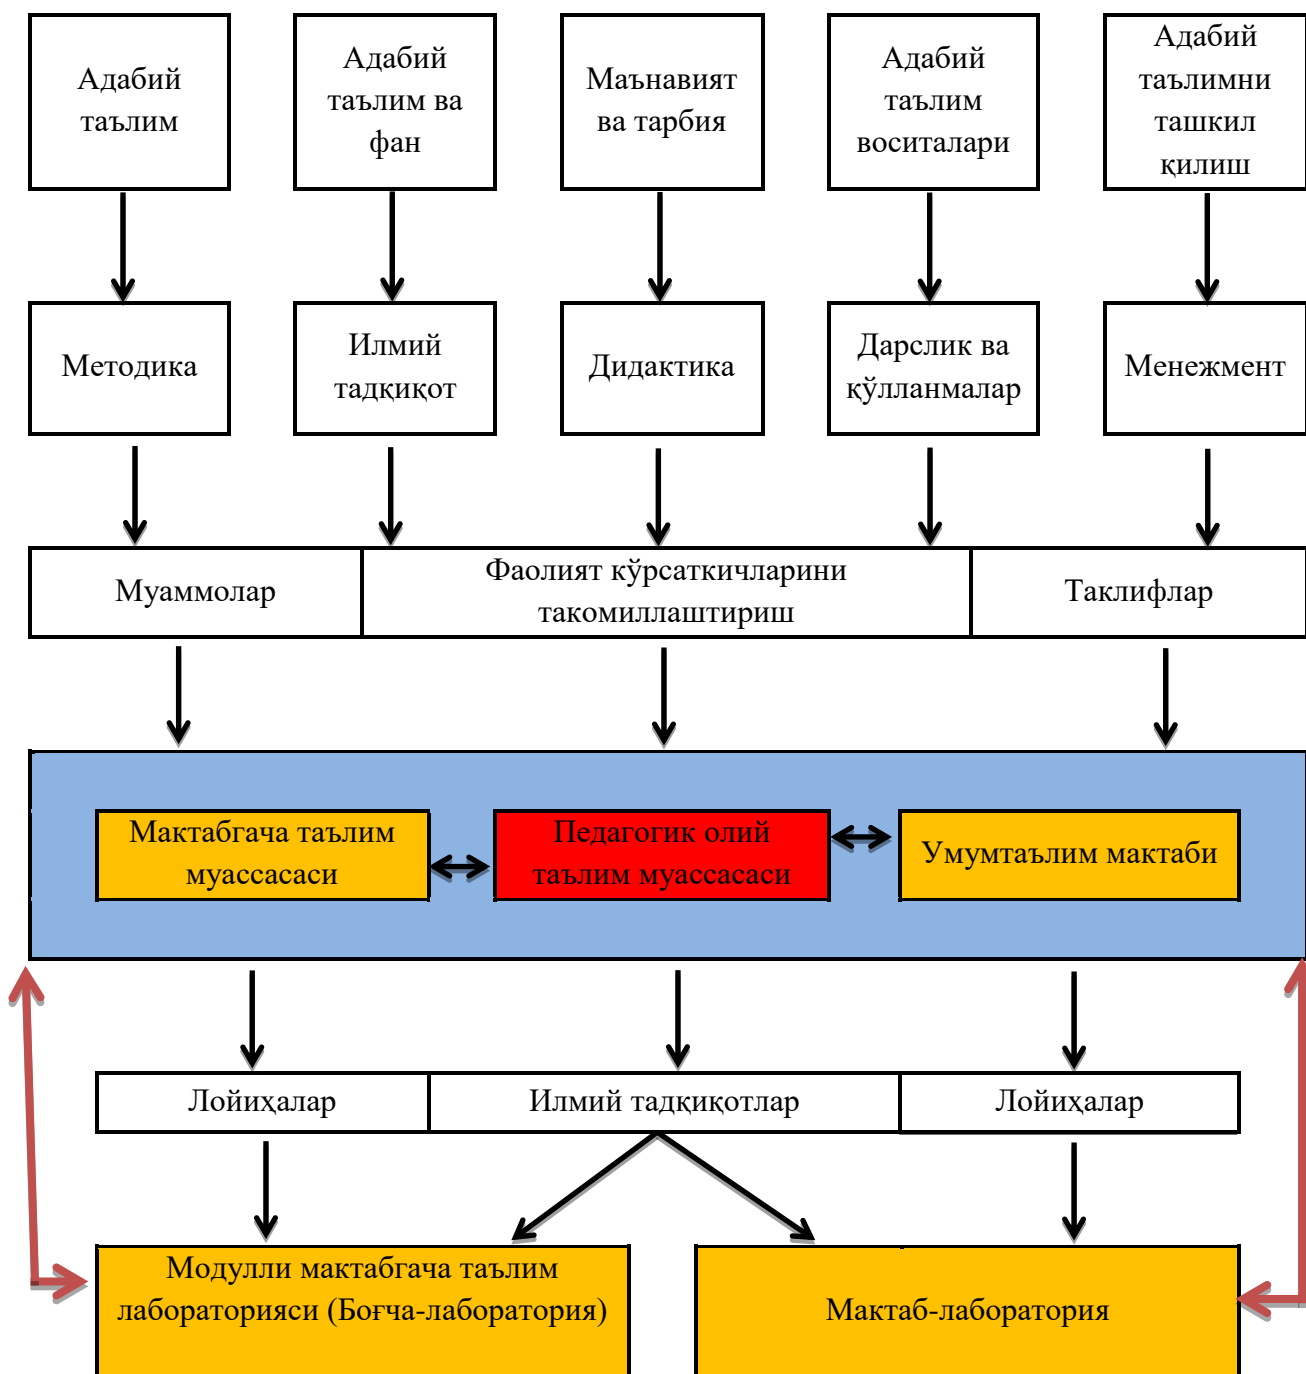 Адабий
таълим
Адабий
таълим ва
фан
Маънавият
ва тарбия
Адабий
таълим
воситалари
Адабий
таълимни
ташкил
қилиш
Методика
Илмий
тадқиқот
Дидактика
Дарслик ва
қўлланмалар
Менежмент
Муаммолар
Фаолият кўрсаткичларини
такомиллаштириш
Таклифлар
Мактабгача таълим
муассасаси
Педагогик олий
таълим муассасаси
Умумтаълим мактаби
Лойиҳалар
Илмий тадқиқотлар
Лойиҳалар
Модулли мактабгача таълим
лабораторияси (Боғча-лаборатория)
Мактаб-лаборатория